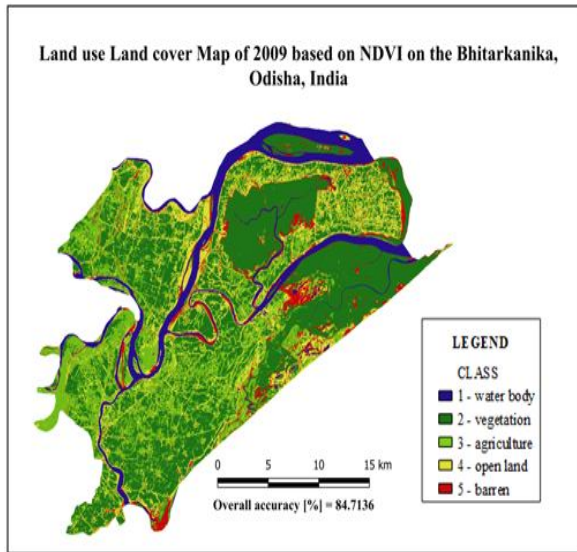 Land use Land cover Map of 2009 based on NDVI on the Bhitarkanika,
Odisha, India
LEGEND
CLASS
1 - water body
2 - vegetation
3 - agriculture
4 - open land
5 - barren
0 5 10 15 km
Overall accuracy [%] = 84.7136